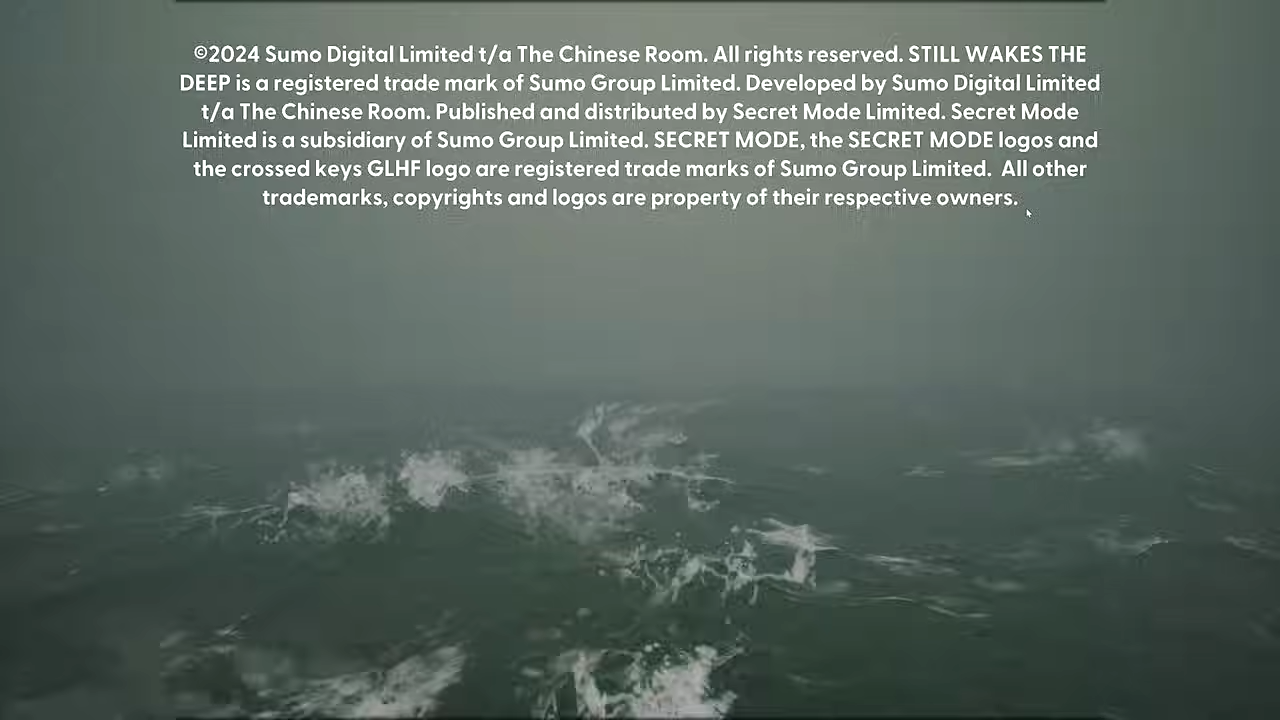 ©2024 Sumo Digital Limited t/a The Chinese Room. All rights reserved. STILL WAKES THE
DEEP is a registered trade mark of Sumo Group Limited. Developed by Sumo Digital Limited
t/a The Chinese Room. Published and distributed by Secret Mode Limited. Secret Mode
Limited is a subsidiary of Sumo Group Limited. SECRET MODE, the SECRET MODE logos and
the crossed keys GLHF logo are registered trade marks of Sumo Group Limited.  All other
trademarks, copyrights and logos are property of their respective owners.